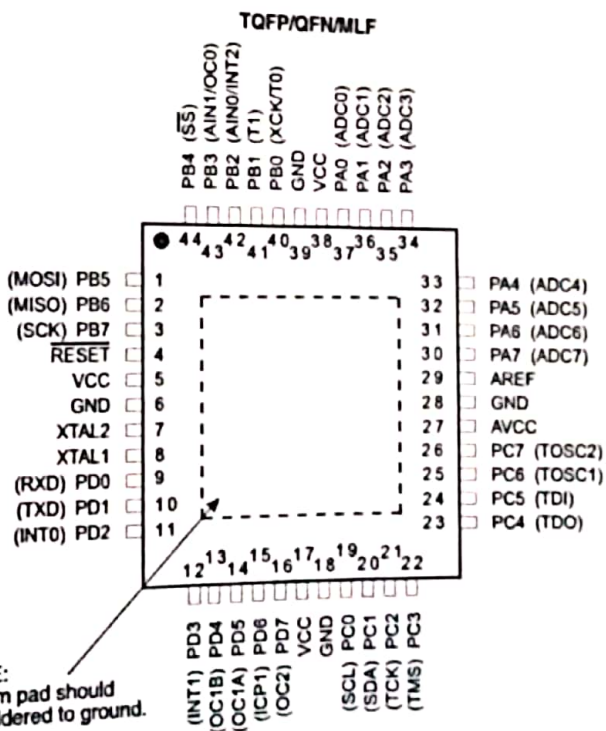 TQFP/QFN/MLF
PB4 (SS)
PB3 (AIN1/OC0)
PB2 (AIN0/INT2)
PB1 (T1)
PB0 (XCK/T0)
GND
VCC
PA0 (ADC0)
PA1 (ADC1)
PA2 (ADC2)
PA3 (ADC3)
44 43 42 41 40 39 38 37 36 35 34
(MOSI) PB5 1
(MISO) PB6 2
(SCK) PB7 3
RESET 4
VCC 5
GND 6
XTAL2 7
XTAL1 8
(RXD) PD0 9
(TXD) PD1 10
(INT0) PD2 11
33 PA4 (ADC4)
32 PA5 (ADC5)
31 PA6 (ADC6)
30 PA7 (ADC7)
29 AREF
28 GND
27 AVCC
26 PC7 (TOSC2)
25 PC6 (TOSC1)
24 PC5 (TDI)
23 PC4 (TDO)
12 13 14 15 16 17 18 19 20 21 22
(INT1) PD3
(OC1B) PD4
(OC1A) PD5
(ICP1) PD6
(OC2) PD7
VCC
GND
(SCL) PC0
(SDA) PC1
(TCK) PC2
(TMS) PC3
pad should
to ground.